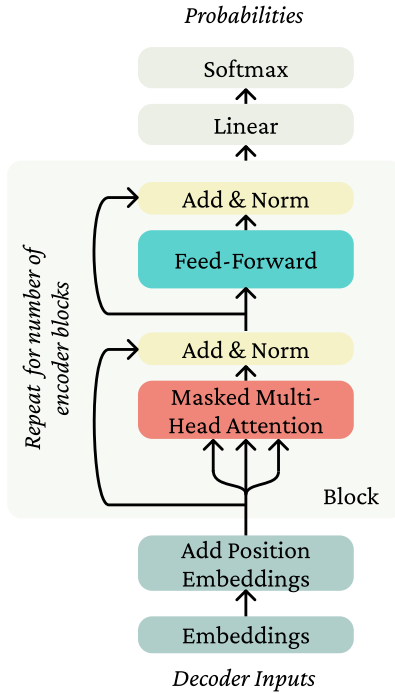 Probabilities
Softmax
Linear
Add & Norm
Feed-Forward
Repeat for number of
encoder blocks
Add & Norm
Masked Multi-
Head Attention
Block
Add Position
Embeddings
Embeddings
Decoder Inputs